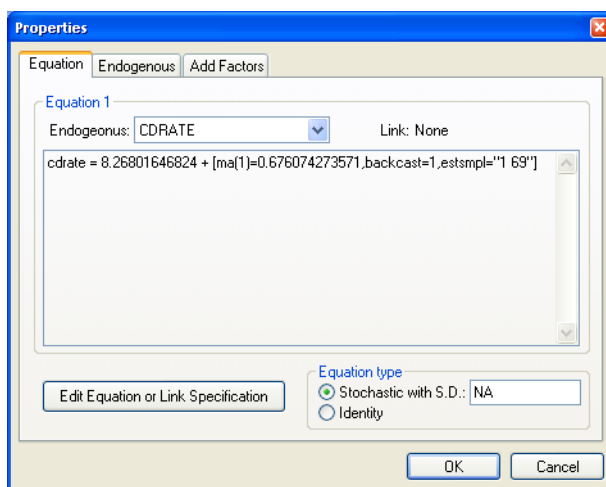 Properties
Equation Endogenous Add Factors
Equation 1
Endogeonus: CDRATE Link: None
cdrate = 8.26801646824 + [ma(1)=0.676074273571,backcast=1,estsmpl="1 69"]
Equation type
Edit Equation or Link Specification Stochastic with S.D.: NA
Identity
OK Cancel